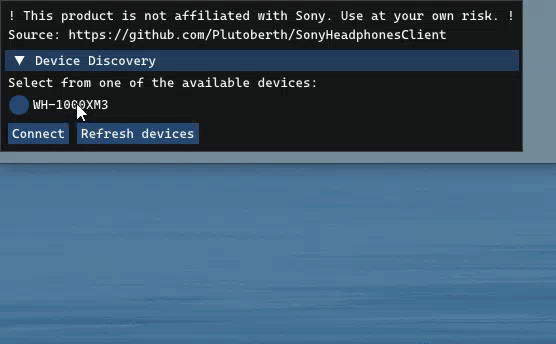 ! This product is not affiliated with Sony. Use at your own risk. !
Source: https://github.com/Plutoberth/SonyHeadphonesClient
Device Discovery
Select from one of the available devices:
WH-1000XM3
Connect Refresh devices